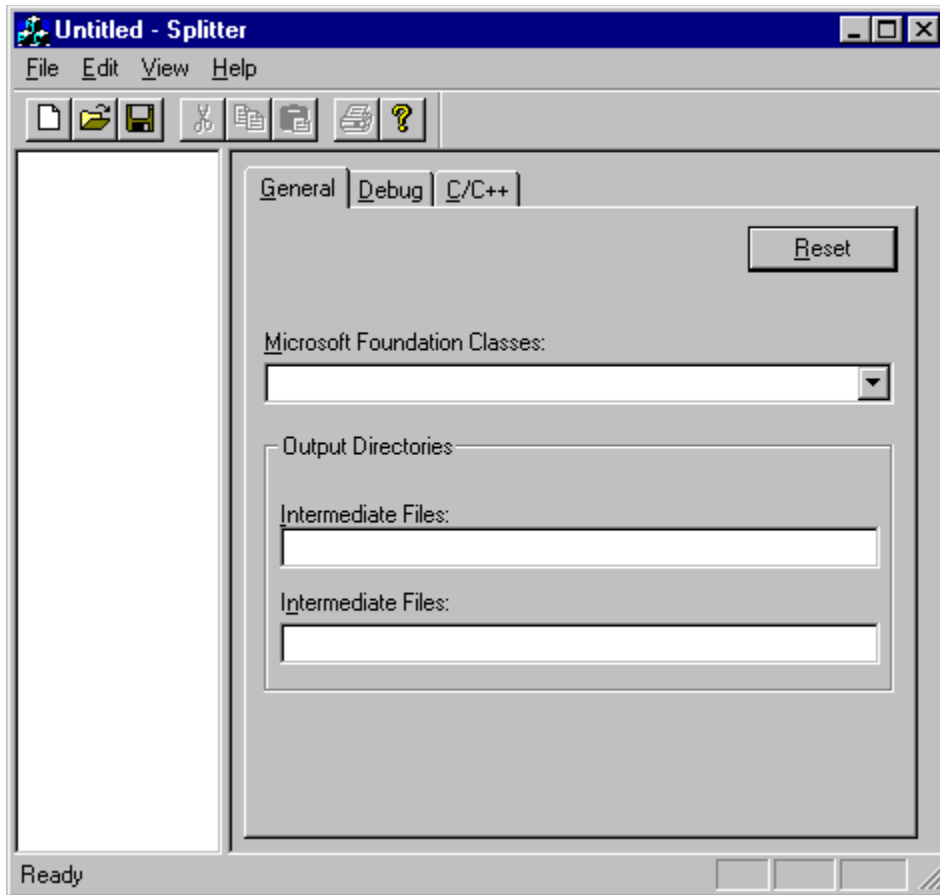 Untitled - Splitter
File Edit View Help
General Debug C/C++
Reset
Microsoft Foundation Classes:
Output Directories
Intermediate Files:
Intermediate Files:
Ready